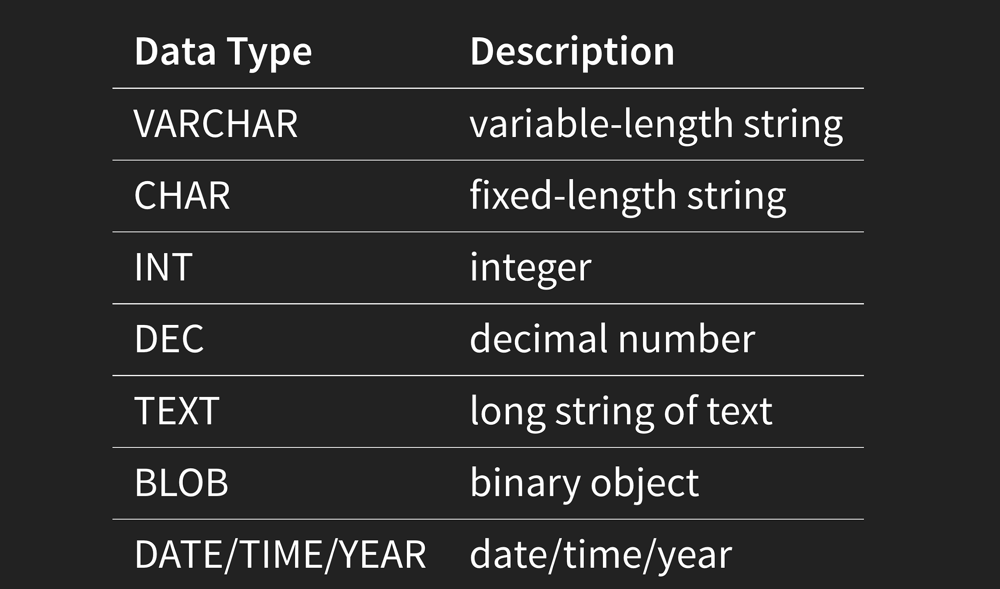 Data Type Description
VARCHAR variable-length string
CHAR fixed-length string
INT integer
DEC decimal number
TEXT long string of text
BLOB binary object
DATE/TIME/YEAR date/time/year